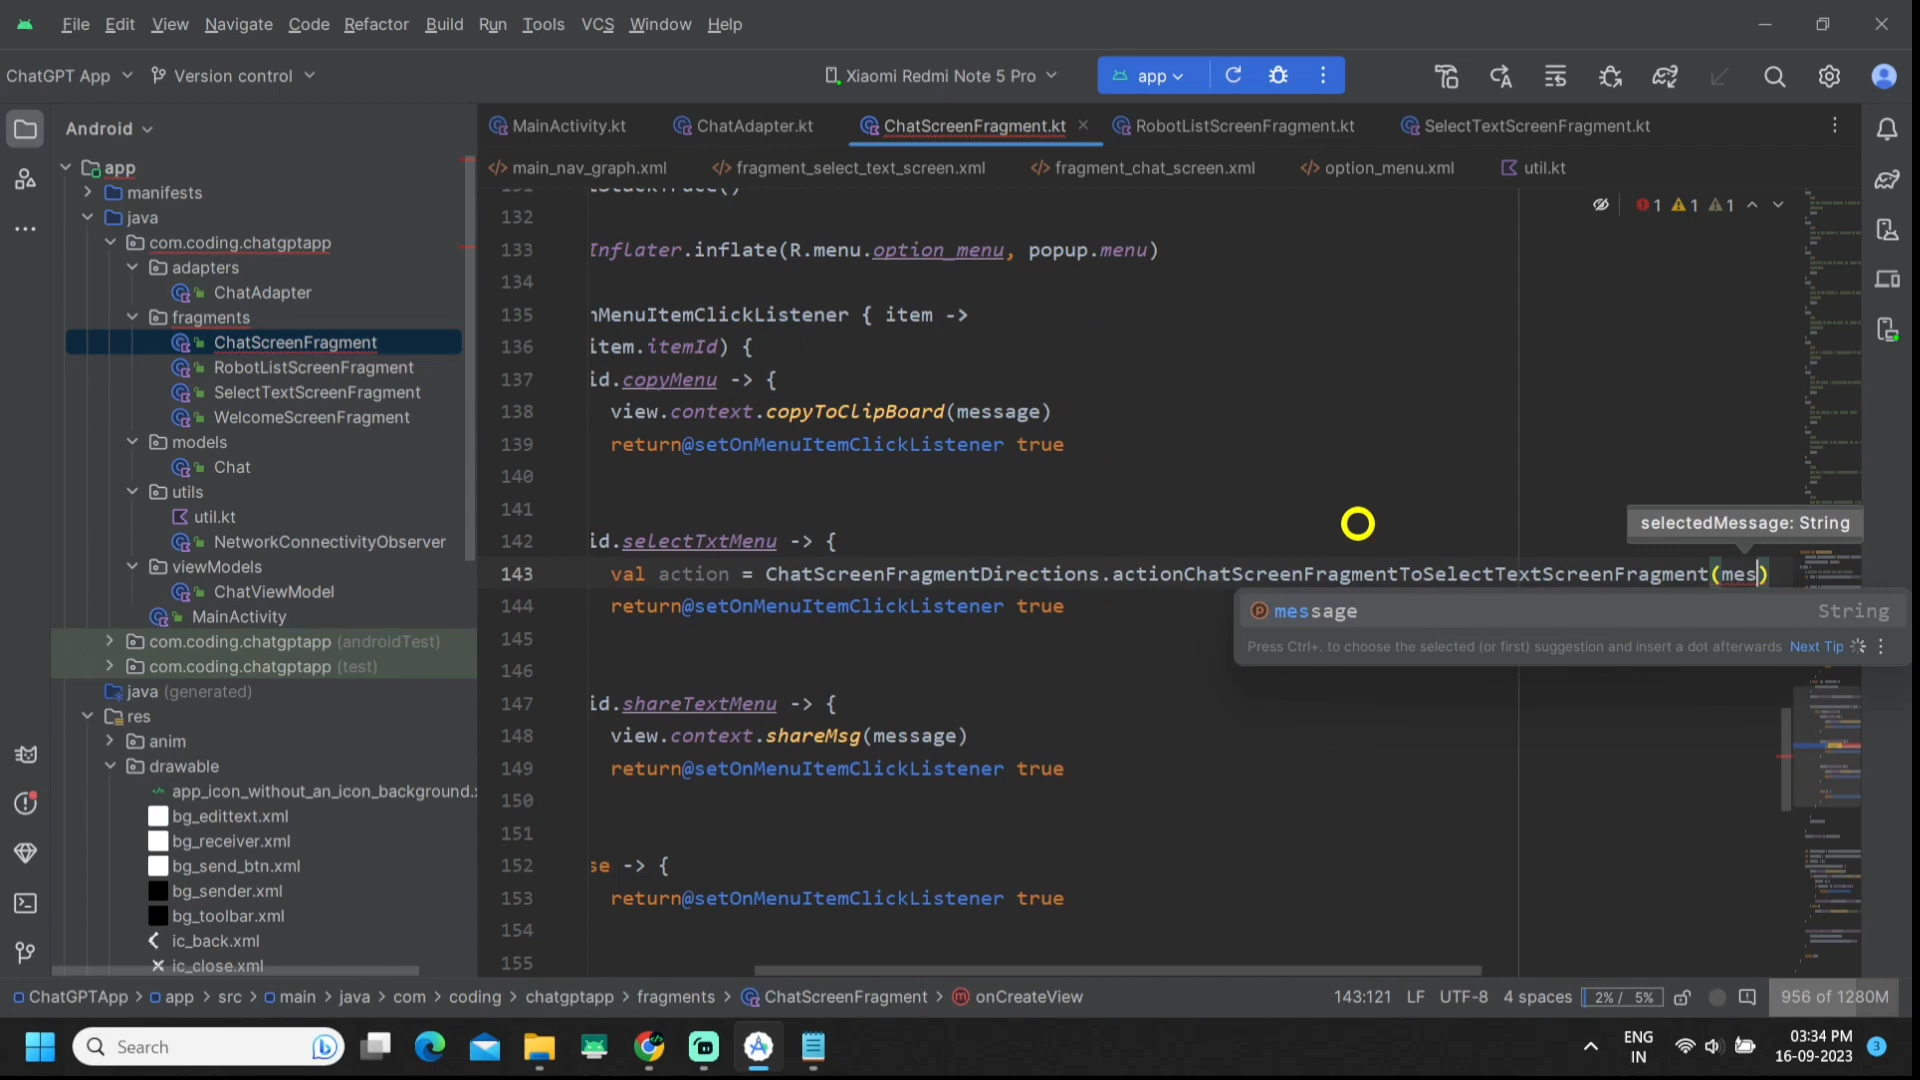 File Edit View Navigate Code Refactor Build Run Tools VCS Window Help
ChatGPT App Version control Xiaomi Redmi Note 5 Pro app
Android
app
manifests
java
com.coding.chatgptapp
adapters
ChatAdapter
fragments
ChatScreenFragment
RobotListScreenFragment
SelectTextScreenFragment
WelcomeScreenFragment
models
Chat
utils
util.kt
NetworkConnectivityObserver
viewModels
ChatViewModel
MainActivity
com.coding.chatgptapp (androidTest)
com.coding.chatgptapp (test)
java (generated)
res
anim
drawable
app_icon_without_an_icon_background.
bg_edittext.xml
bg_receiver.xml
bg_send_btn.xml
bg_sender.xml
bg_toolbar.xml
ic_back.xml
ic_close.xml
MainActivity.kt ChatAdapter.kt ChatScreenFragment.kt RobotListScreenFragment.kt SelectTextScreenFragment.kt
main_nav_graph.xml fragment_select_text_screen.xml fragment_chat_screen.xml option_menu.xml util.kt
1 1 1
132
133 Inflater.inflate(R.menu.option_menu, popup.menu)
134
135 nMenuItemClickListener { item ->
136 item.itemId) {
137 id.copyMenu -> {
138 view.context.copyToClipBoard(message)
139 return@setOnMenuItemClickListener true
140
141
142 id.selectTxtMenu -> {
143 val action = ChatScreenFragmentDirections.actionChatScreenFragmentToSelectTextScreenFragment(mes)
144 return@setOnMenuItemClickListener true
145
146
147 id.shareTextMenu -> {
148 view.context.shareMsg(message)
149 return@setOnMenuItemClickListener true
150
151
152 se -> {
153 return@setOnMenuItemClickListener true
154
155
selectedMessage: String
message String
Press Ctrl+. to choose the selected (or first) suggestion and insert a dot afterwards Next Tip
ChatGPTApp > app > src > main > java > com > coding > chatgptapp > fragments > ChatScreenFragment > onCreateView 143:121 LF UTF-8 4 spaces 2% / 5% 956 of 1280M
Search ENG IN 03:34 PM 16-09-2023 3